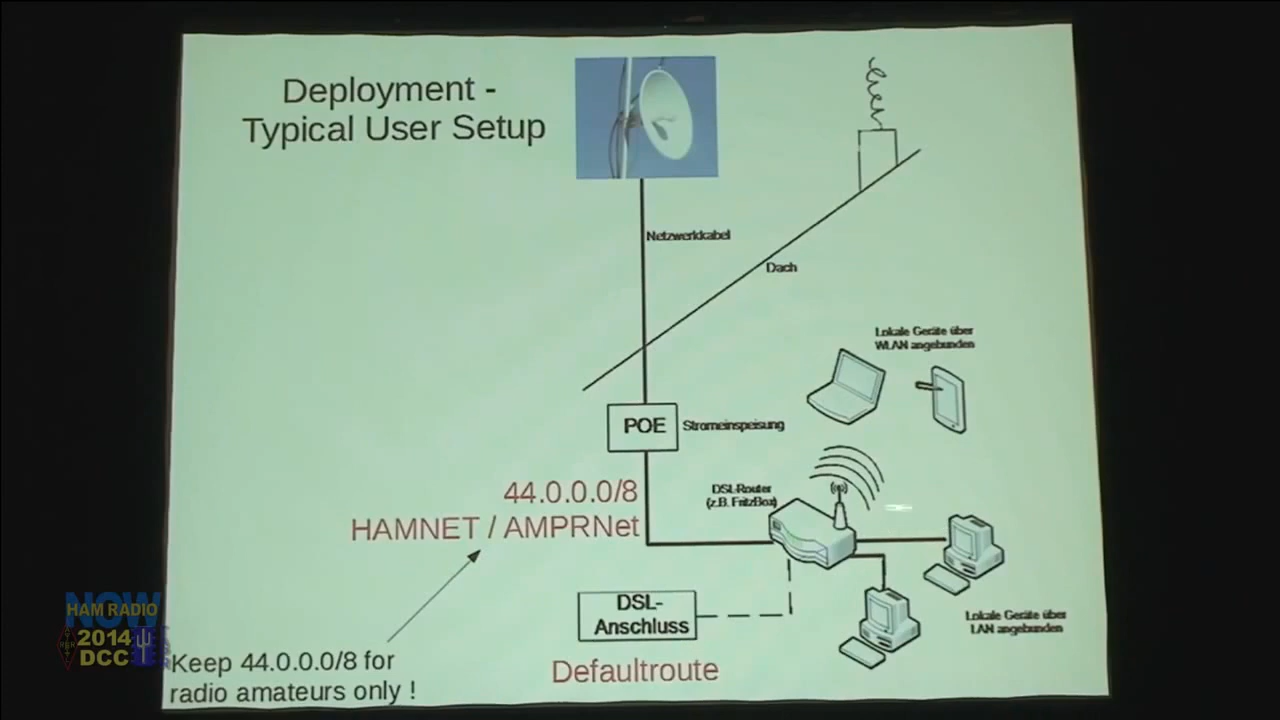 Deployment -
Typical User Setup
Netzwerkkabel
Dach
Lokale Geräte über
WLAN angebunden
POE
Stromeinspeisung
44.0.0.0/8
HAMNET / AMPRNet
DSL-Router
(z.B. FritzBox)
DSL-
Anschluss
Lokale Geräte über
LAN angebunden
Defaultroute
Keep 44.0.0.0/8 for
radio amateurs only !
NOW
HAM RADIO
2014
DCC